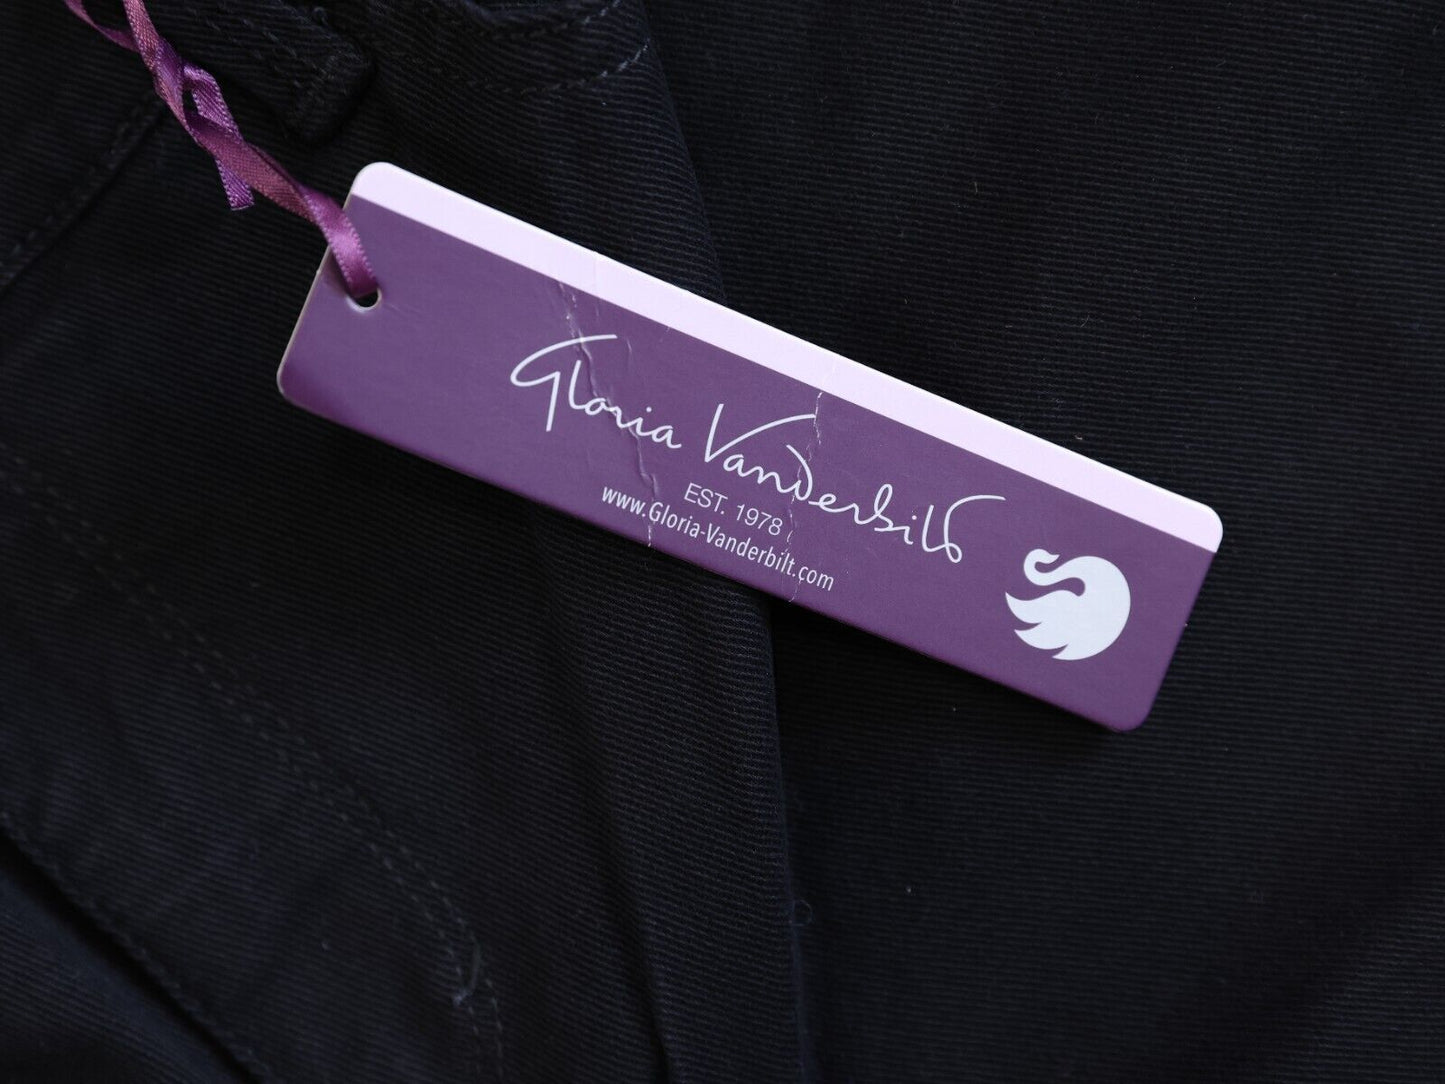 Gloria Vanderbilt
EST. 1978
www.Gloria-Vanderbilt.com